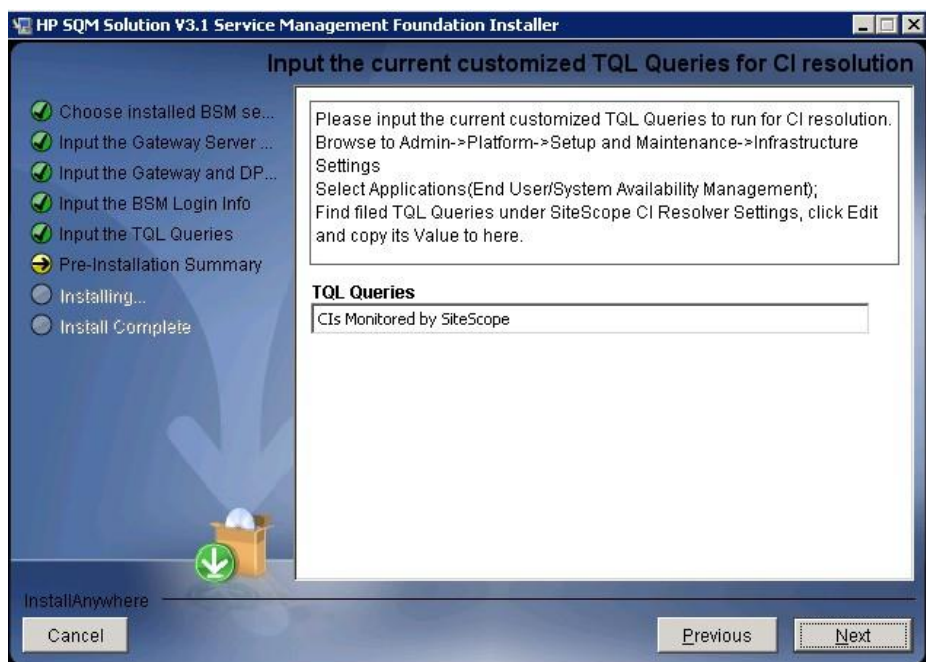 HP SQM Solution V3.1 Service Management Foundation Installer
Input the current customized TQL Queries for CI resolution
Choose installed BSM se...
Input the Gateway Server ...
Input the Gateway and DP...
Input the BSM Login Info
Input the TQL Queries
Pre-Installation Summary
Installing...
Install Complete
Please input the current customized TQL Queries to run for CI resolution.
Browse to Admin->Platform->Setup and Maintenance->Infrastructure
Settings
Select Applications(End User/System Availability Management);
Find filed TQL Queries under SiteScope CI Resolver Settings, click Edit
and copy its Value to here.
TQL Queries
CIs Monitored by SiteScope
InstallAnywhere
Cancel
Previous
Next